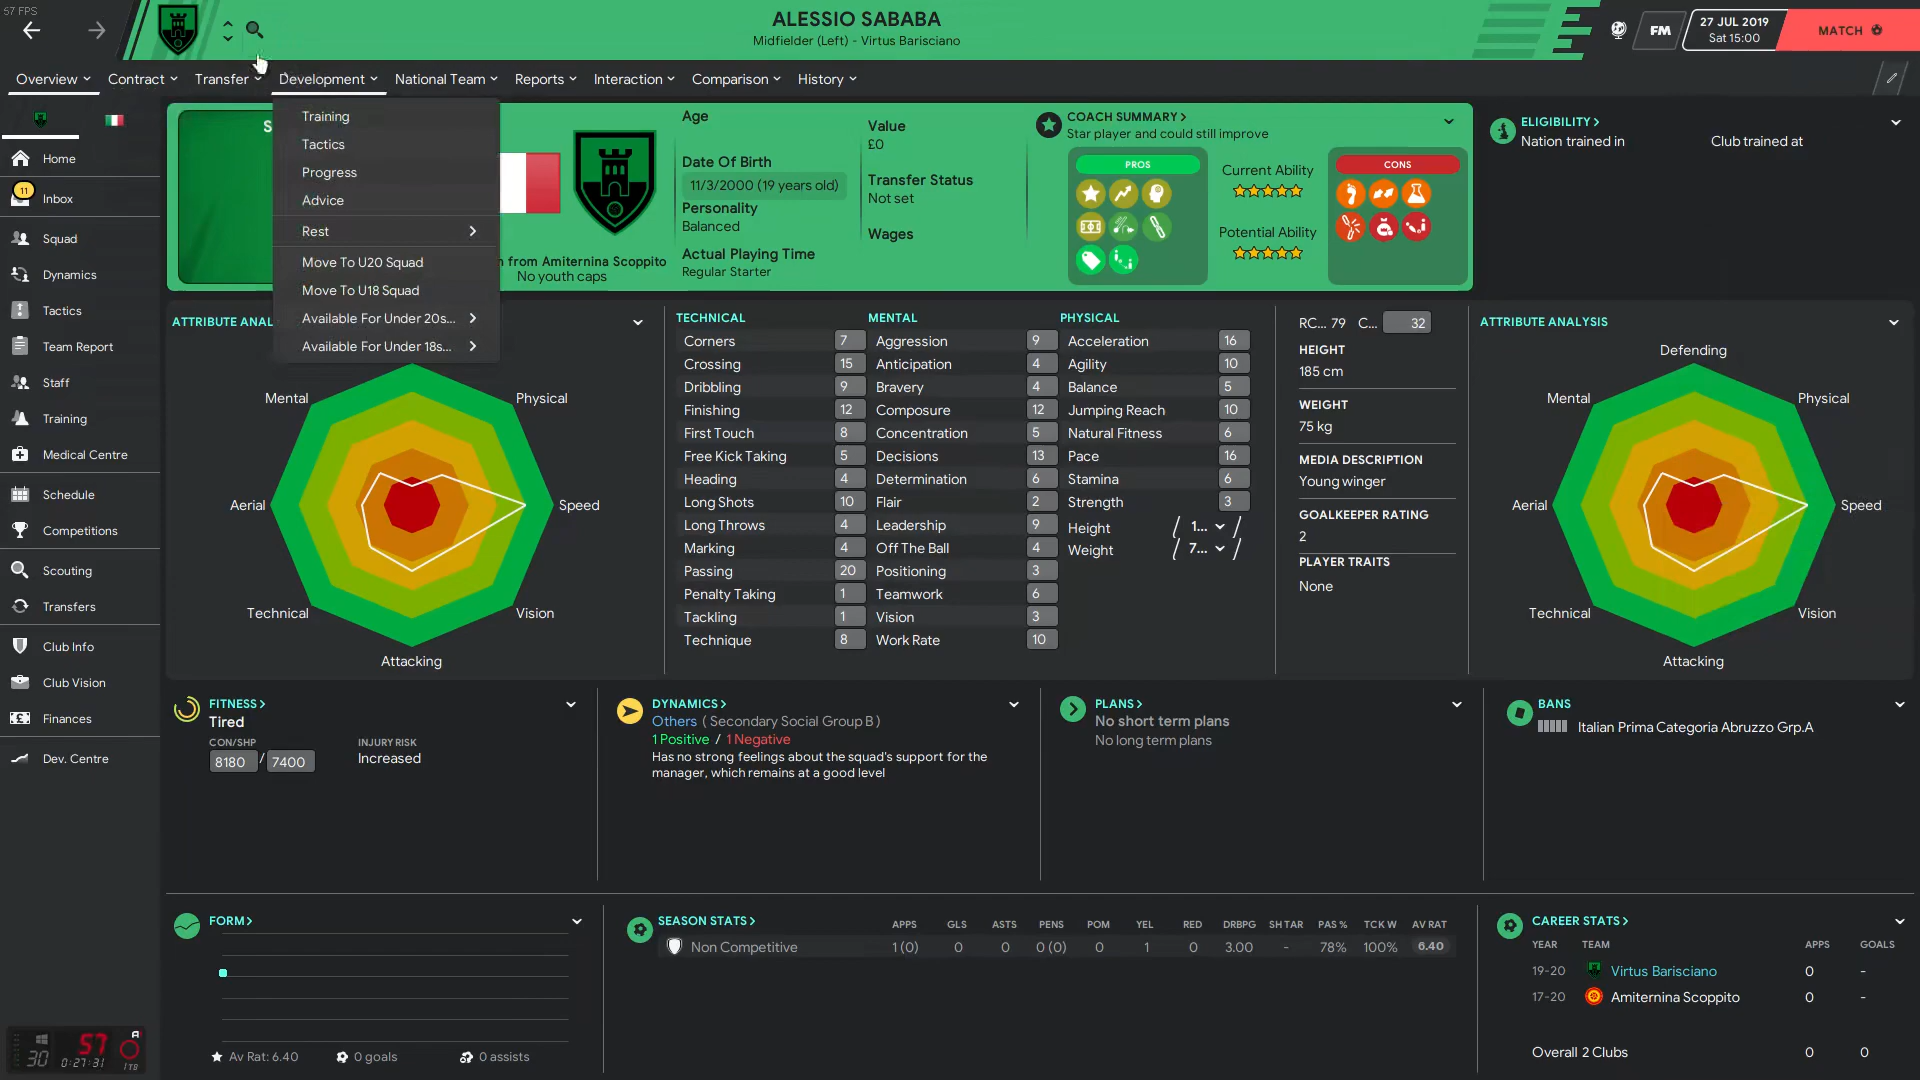 57 FPS
ALESSIO SABABA
Midfielder (Left) - Virtus Barisciano
FM
27 JUL 2019
Sat 15:00
MATCH
Overview
Contract
Transfer
Development
National Team
Reports
Interaction
Comparison
History
Home
11
Inbox
Squad
Dynamics
Tactics
Team Report
Staff
Training
Medical Centre
Schedule
Competitions
Scouting
Transfers
Club Info
Club Vision
Finances
Dev. Centre
Training
Tactics
Progress
Advice
Rest
Move To U20 Squad
Move To U18 Squad
Available For Under 20s...
Available For Under 18s...
from Amiternina Scoppito
No youth caps
Age
Date Of Birth
11/3/2000 (19 years old)
Personality
Balanced
Actual Playing Time
Regular Starter
Value
£0
Transfer Status
Not set
Wages
COACH SUMMARY >
Star player and could still improve
PROS
Current Ability
Potential Ability
CONS
ELIGIBILITY >
Nation trained in
Club trained at
ATTRIBUTE ANAL
Mental
Physical
Aerial
Speed
Technical
Vision
Attacking
TECHNICAL
Corners 7
Crossing 15
Dribbling 9
Finishing 12
First Touch 8
Free Kick Taking 5
Heading 4
Long Shots 10
Long Throws 4
Marking 4
Passing 20
Penalty Taking 1
Tackling 1
Technique 8
MENTAL
Aggression 9
Anticipation 4
Bravery 4
Composure 12
Concentration 5
Decisions 13
Determination 6
Flair 2
Leadership 9
Off The Ball 4
Positioning 3
Teamwork 6
Vision 3
Work Rate 10
PHYSICAL
Acceleration 16
Agility 10
Balance 5
Jumping Reach 10
Natural Fitness 6
Pace 16
Stamina 6
Strength 3
Height 1...
Weight 7...
RC... 79 C... 32
HEIGHT
185 cm
WEIGHT
75 kg
MEDIA DESCRIPTION
Young winger
GOALKEEPER RATING
2
PLAYER TRAITS
None
ATTRIBUTE ANALYSIS
Defending
Mental
Physical
Aerial
Speed
Technical
Vision
Attacking
FITNESS >
Tired
CON/SHP
8180 / 7400
INJURY RISK
Increased
DYNAMICS >
Others ( Secondary Social Group B )
1 Positive / 1 Negative
Has no strong feelings about the squad's support for the
manager, which remains at a good level
PLANS >
No short term plans
No long term plans
BANS
Italian Prima Categoria Abruzzo Grp.A
FORM >
Av Rat: 6.40
0 goals
0 assists
SEASON STATS >
APPS GLS ASTS PENS POM YEL RED DRBPG SH TAR PAS % TCK W AV RAT
Non Competitive 1 (0) 0 0 0 (0) 0 1 0 3.00 - 78% 100% 6.40
CAREER STATS >
YEAR TEAM APPS GOALS
19-20 Virtus Barisciano 0 -
17-20 Amiternina Scoppito 0 -
Overall 2 Clubs 0 0
30
57
0:27:31
A
1TB